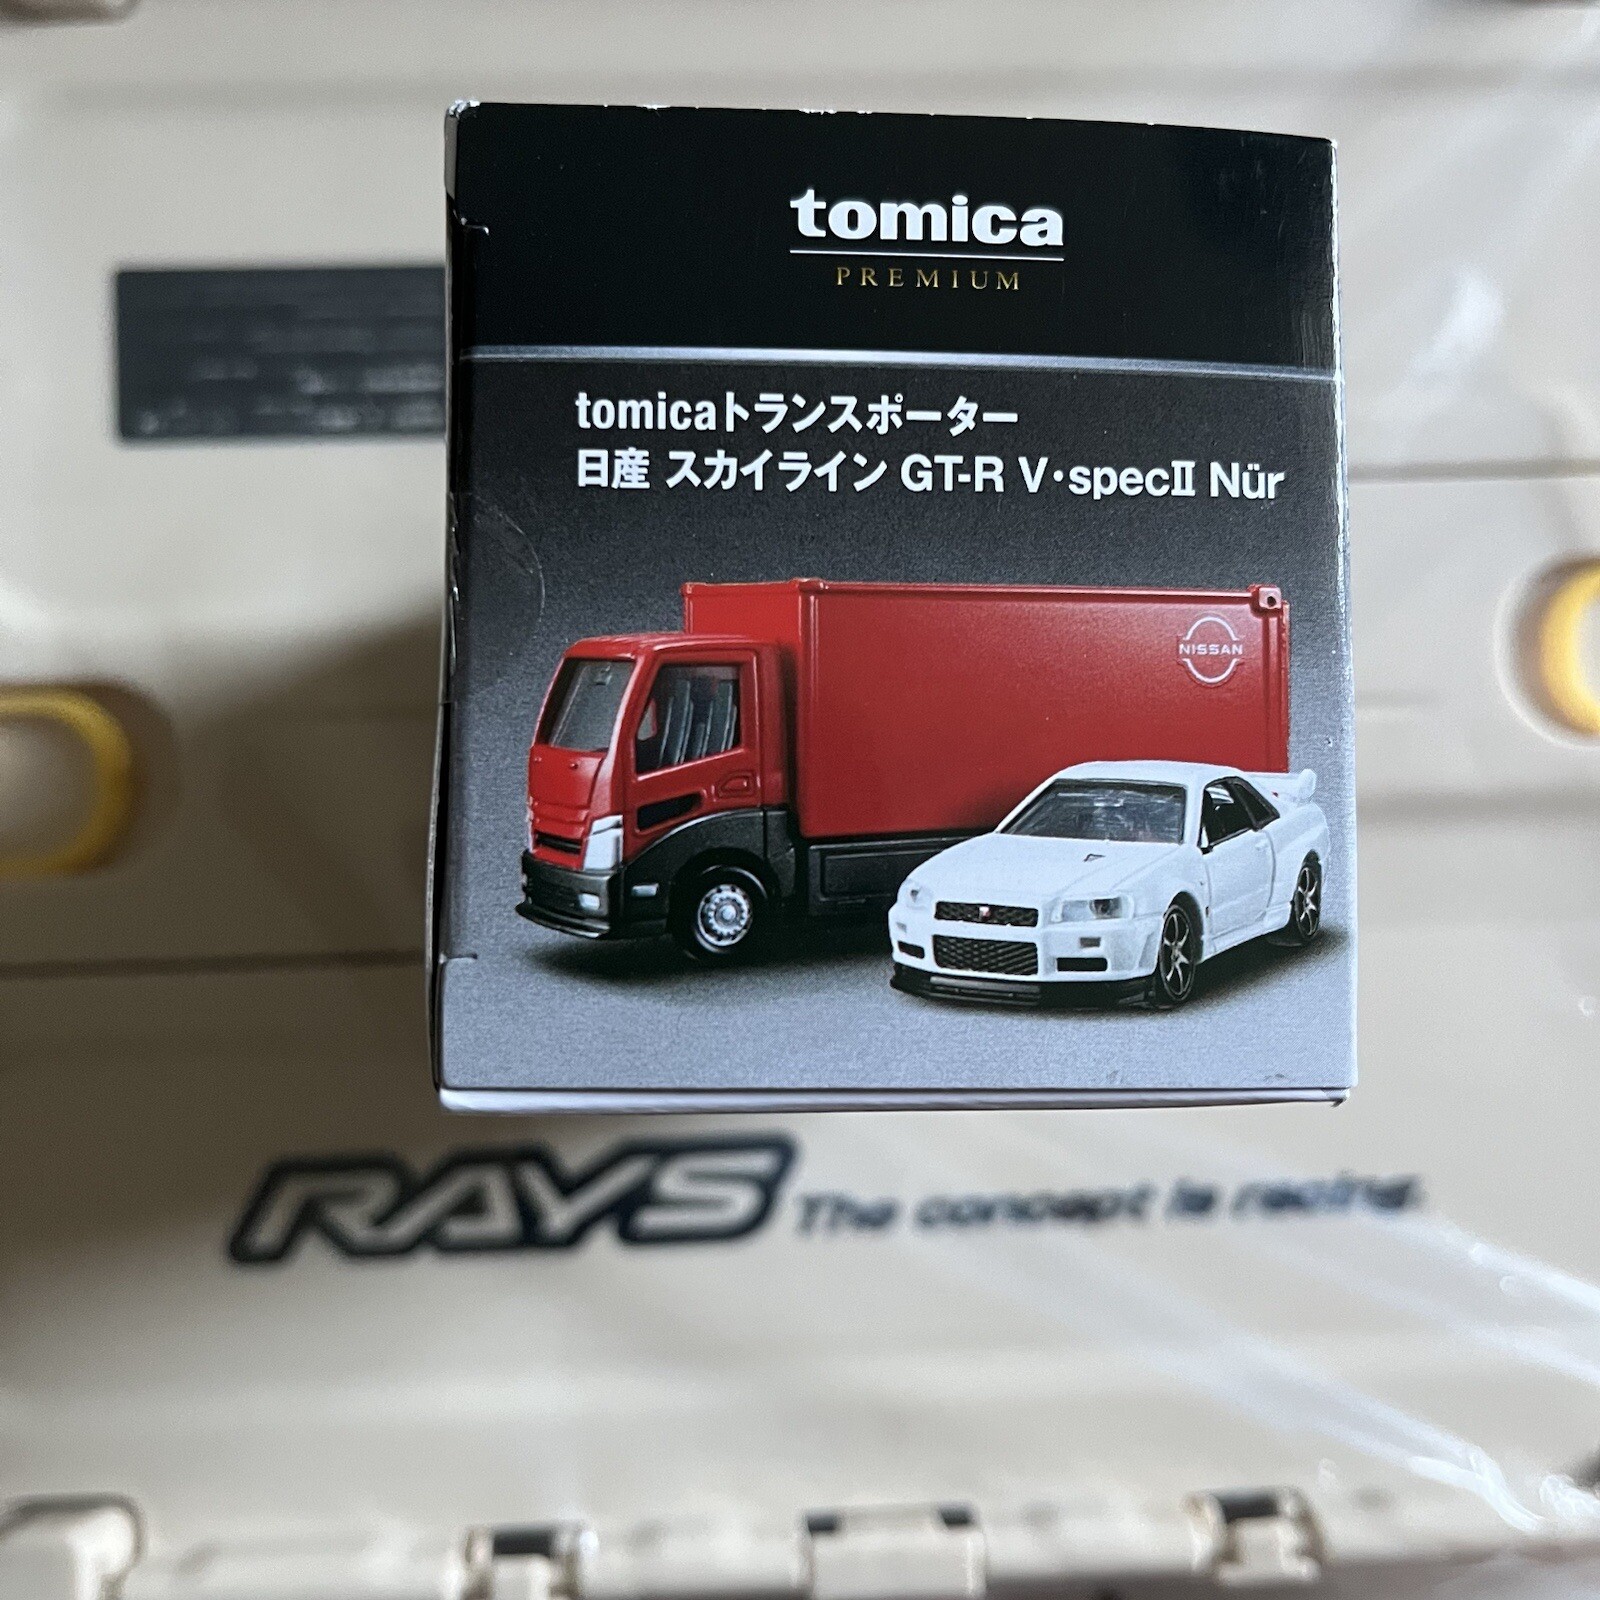 tomica
PREMIUM
tomicaトランスポーター
日産 スカイライン GT-R V・specⅡ Nür
NISSAN
RAYS The concept is racing.